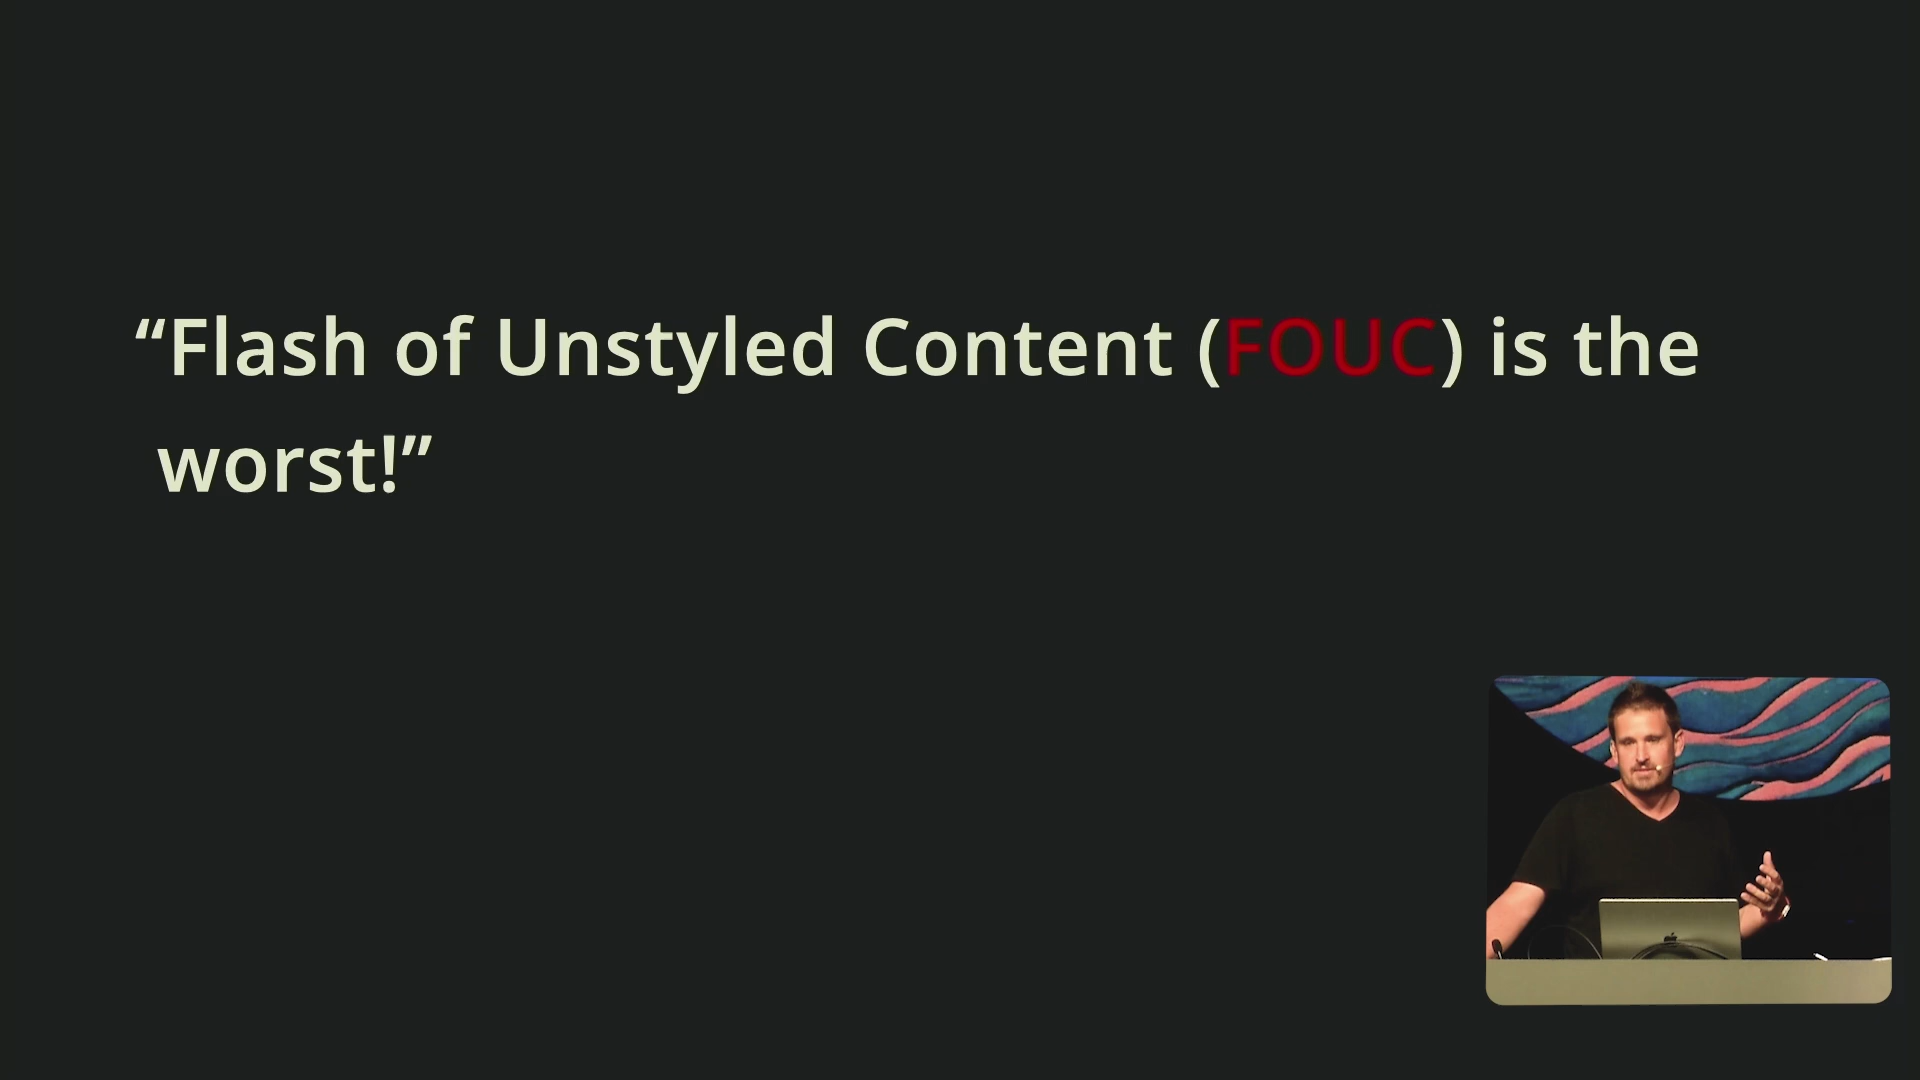 “Flash of Unstyled Content (FOUC) is the
worst!”